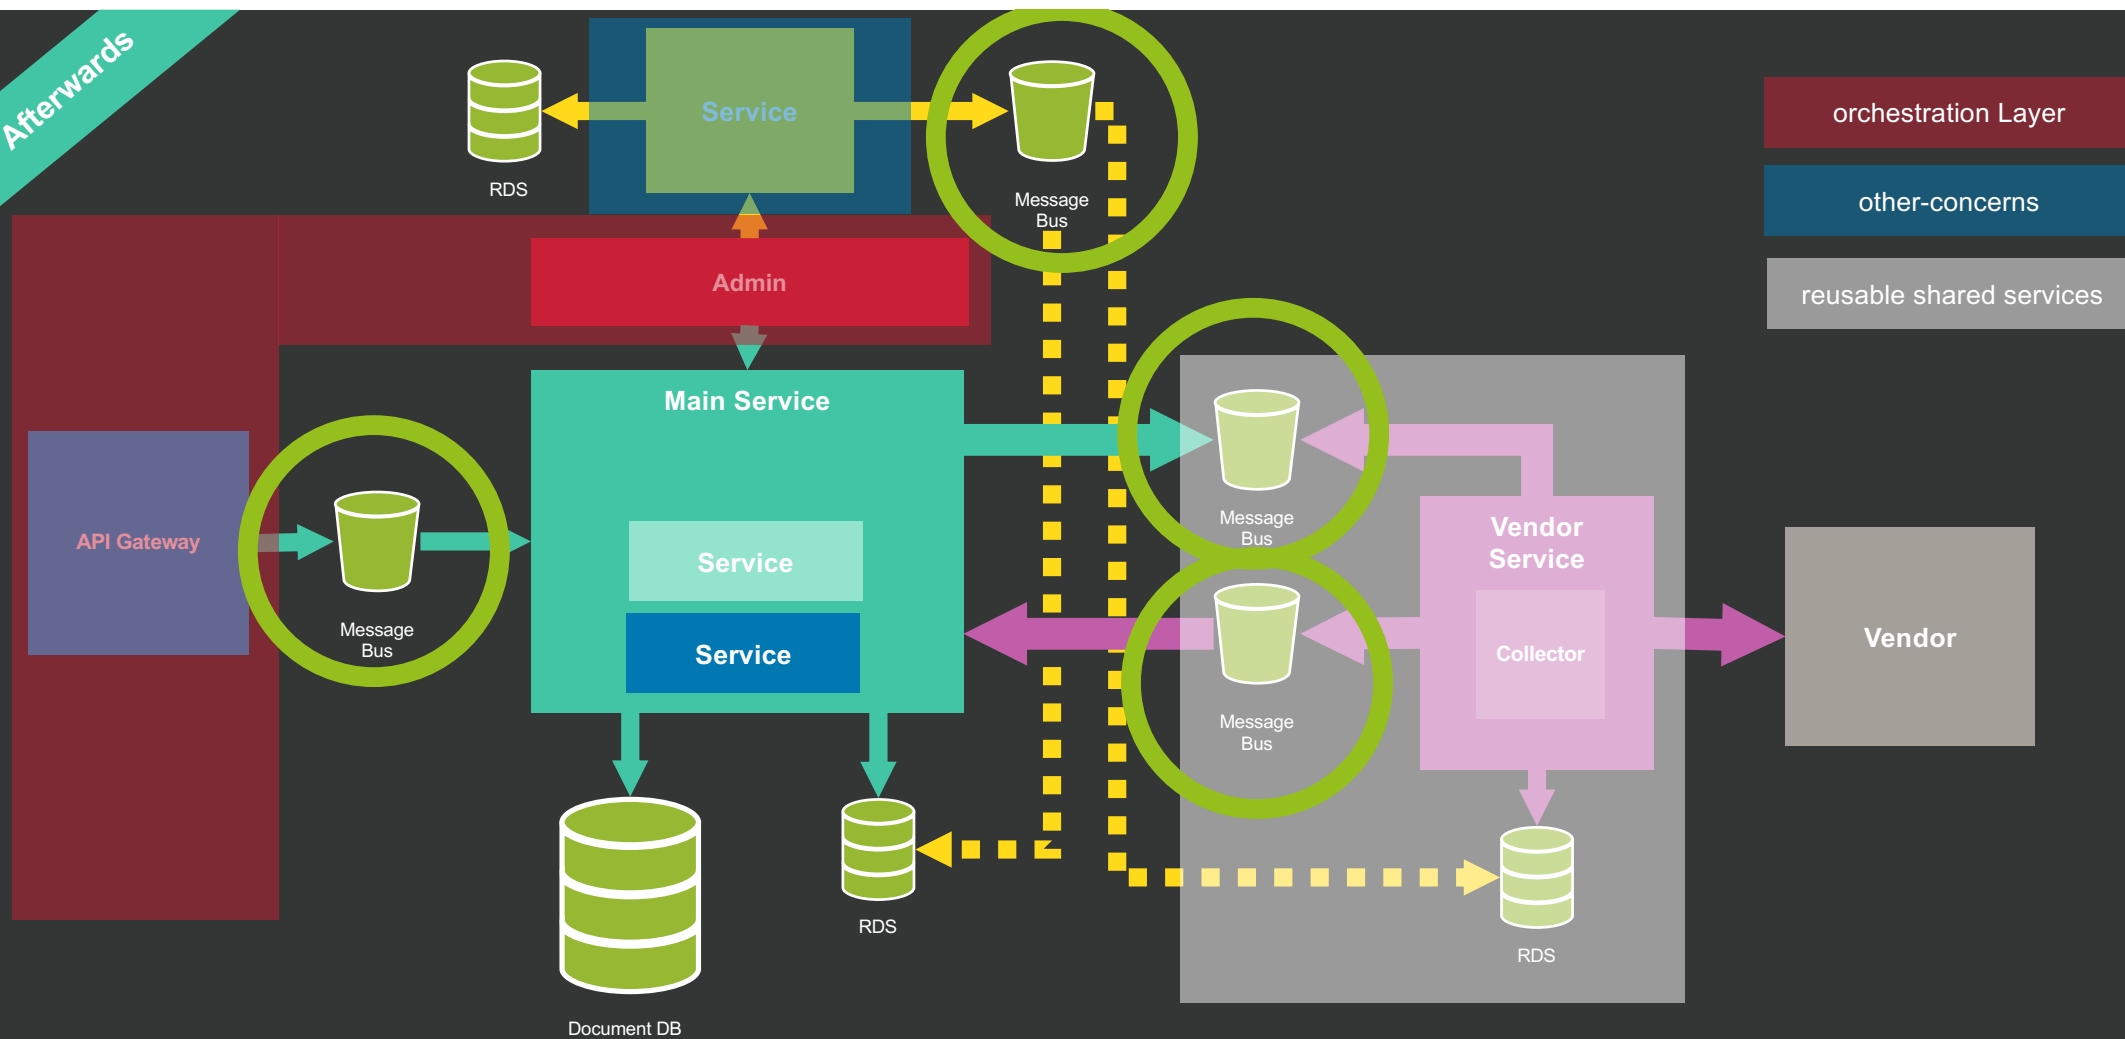 Afterwards
Service
RDS
Message
Bus
orchestration Layer
other-concerns
reusable shared services
Admin
Main Service
API Gateway
Message
Bus
Service
Service
Message
Bus
Vendor
Service
Collector
Message
Bus
Vendor
RDS
RDS
Document DB